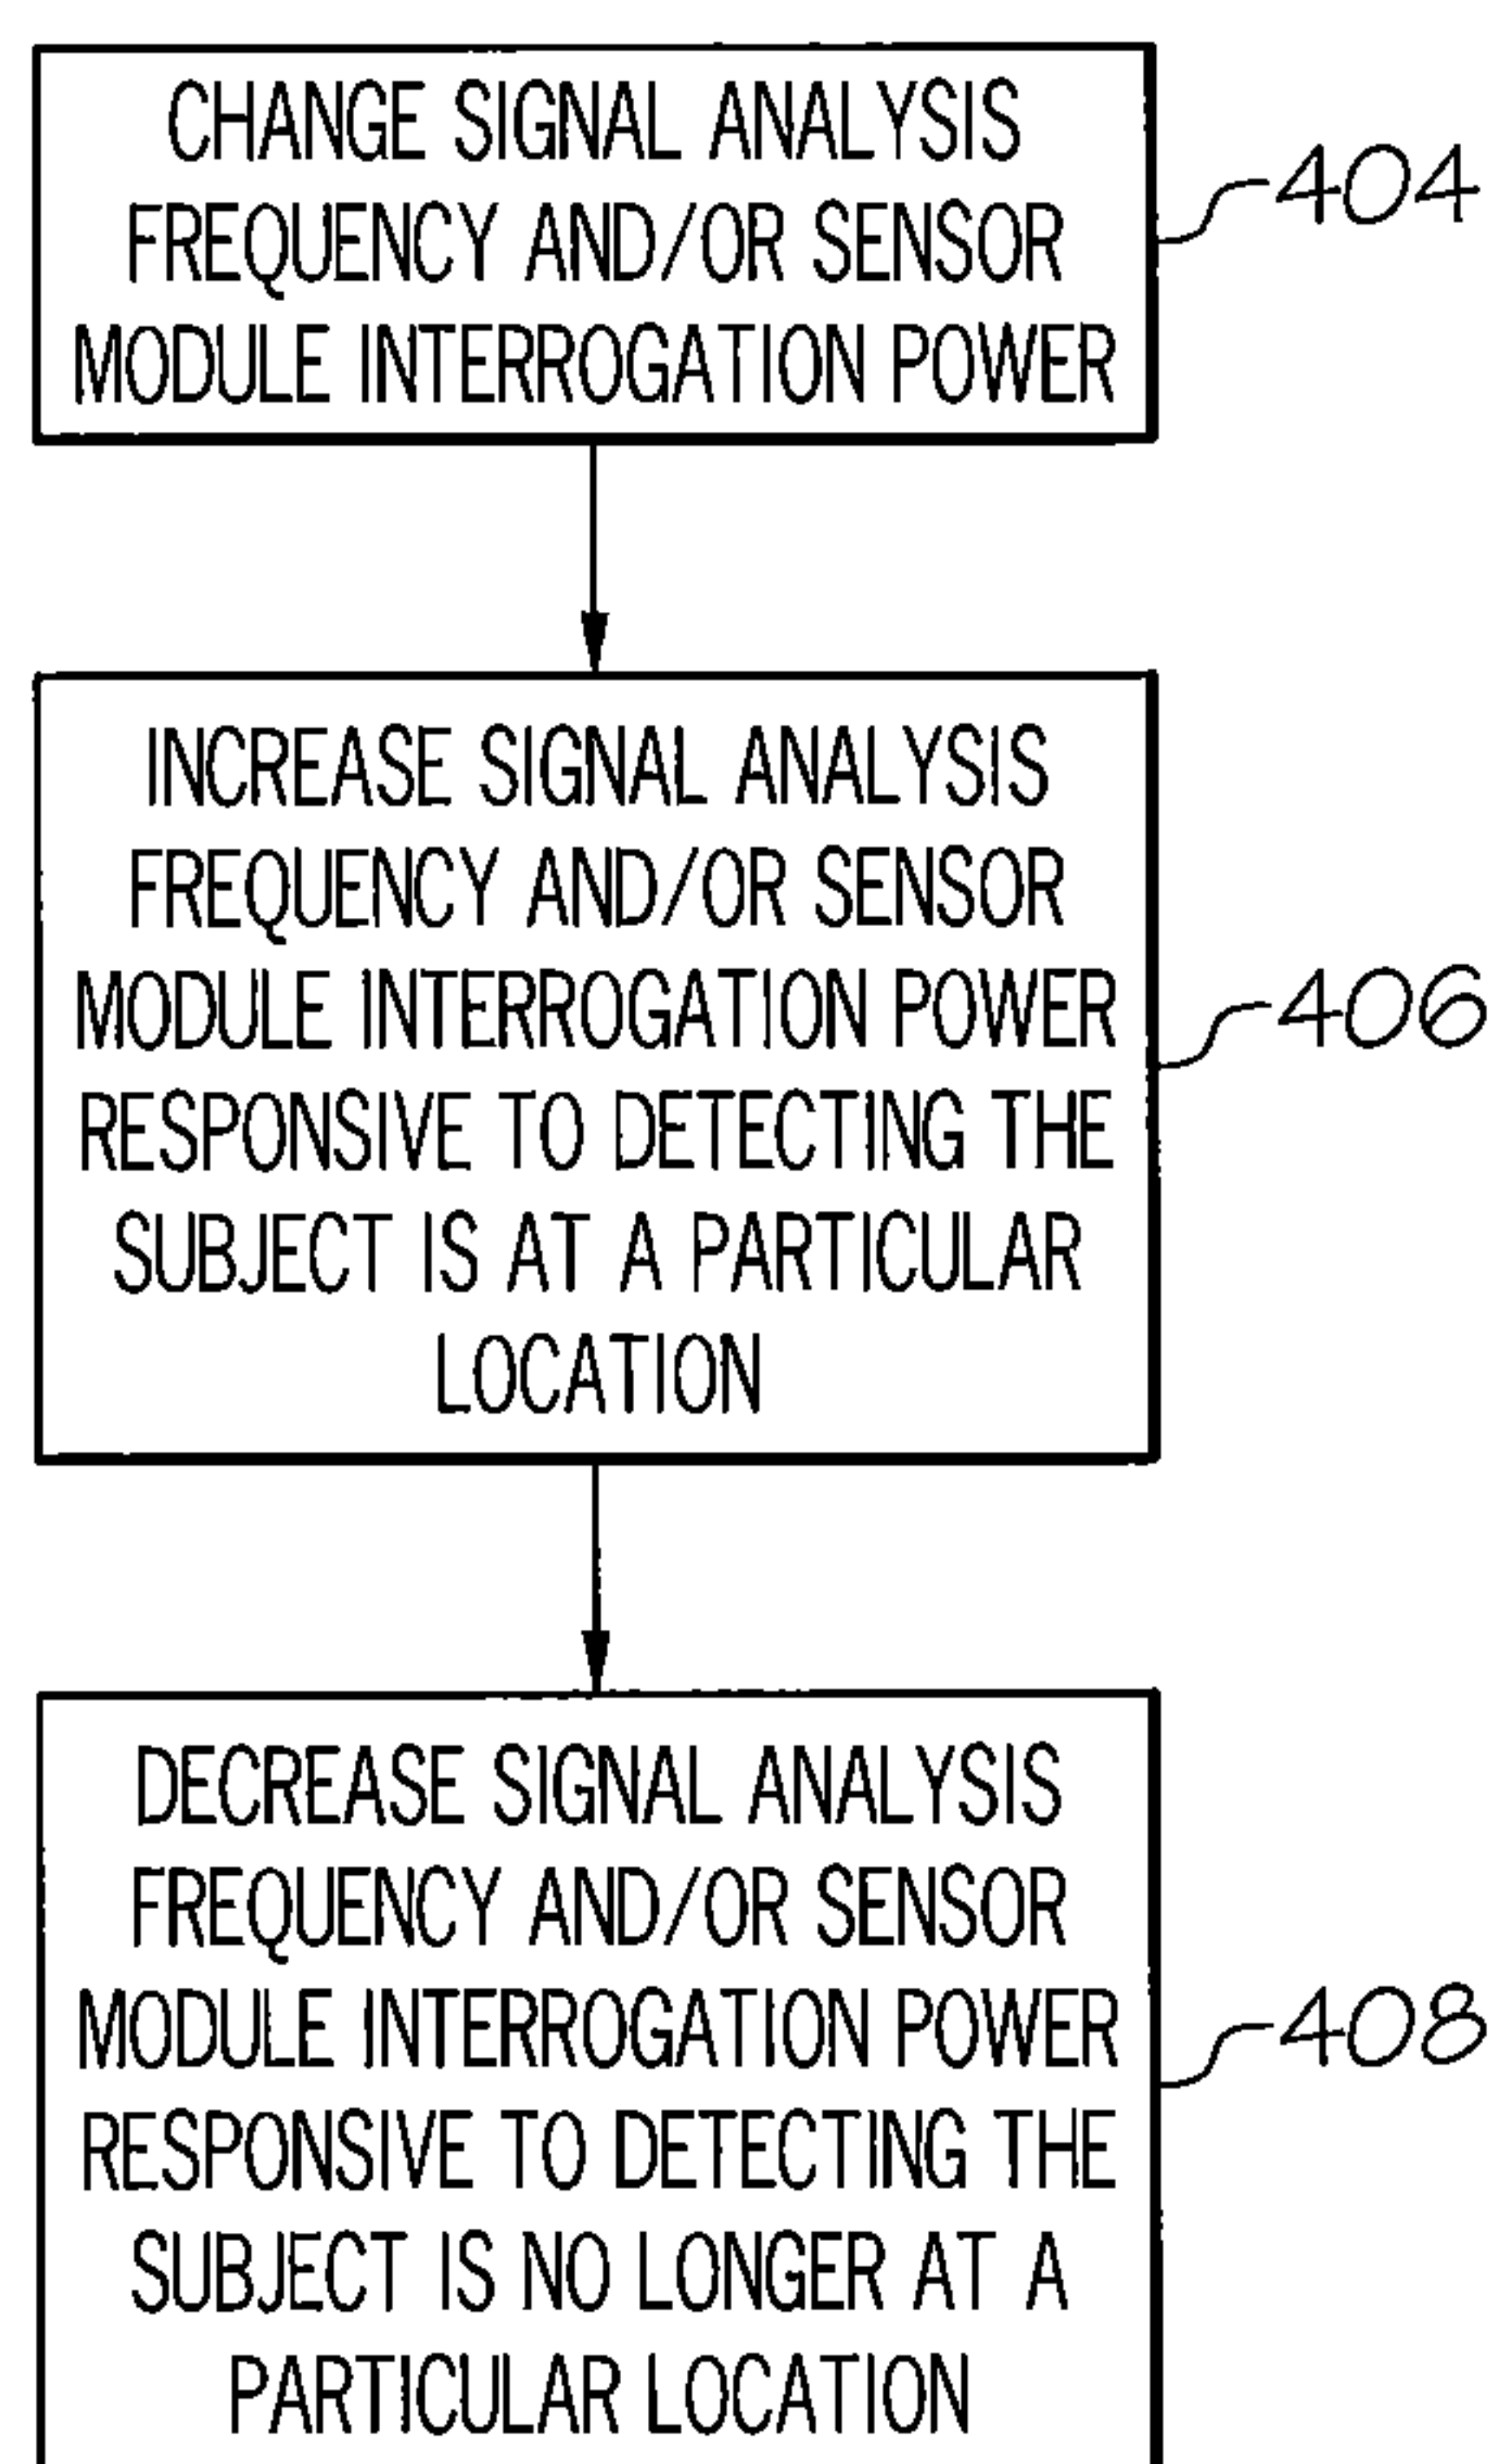 CHANGE SIGNAL ANALYSIS
FREQUENCY AND/OR SENSOR
MODULE INTERROGATION POWER
404
INCREASE SIGNAL ANALYSIS
FREQUENCY AND/OR SENSOR
MODULE INTERROGATION POWER
RESPONSIVE TO DETECTING THE
SUBJECT IS AT A PARTICULAR
LOCATION
406
DECREASE SIGNAL ANALYSIS
FREQUENCY AND/OR SENSOR
MODULE INTERROGATION POWER
RESPONSIVE TO DETECTING THE
SUBJECT IS NO LONGER AT A
PARTICULAR LOCATION
408